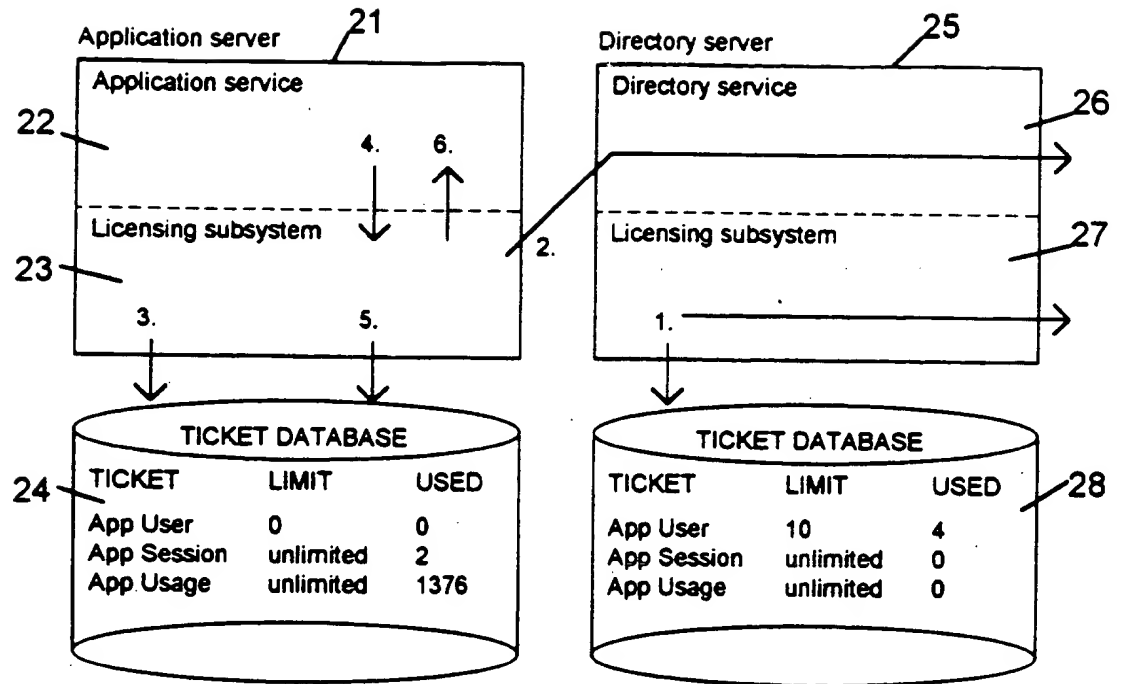 Application server
21
Application service
22
4.
6.
Licensing subsystem
23
2.
3.
5.
TICKET DATABASE
24
TICKET LIMIT USED
App User 0 0
App Session unlimited 2
App Usage unlimited 1376
Directory server
25
Directory service
26
Licensing subsystem
27
1.
TICKET DATABASE
28
TICKET LIMIT USED
App User 10 4
App Session unlimited 0
App Usage unlimited 0